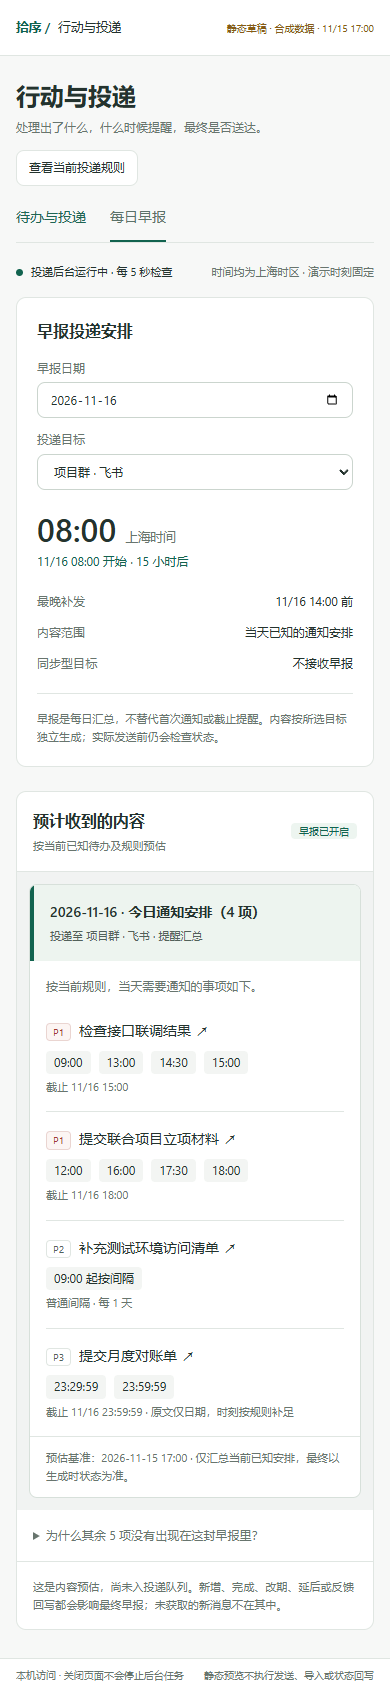 拾序 / 行动与投递
静态草稿 · 合成数据 · 11/15 17:00
行动与投递
处理出了什么，什么时候提醒，最终是否送达。
查看当前投递规则
待办与投递 每日早报
投递后台运行中 · 每 5 秒检查
时间均为上海时区 · 演示时刻固定
早报投递安排
早报日期
2026-11-16
投递目标
项目群 · 飞书
08:00 上海时间
11/16 08:00 开始 · 15 小时后
最晚补发 11/16 14:00 前
内容范围 当天已知的通知安排
同步型目标 不接收早报
早报是每日汇总，不替代首次通知或截止提醒。内容按所选目标
独立生成；实际发送前仍会检查状态。
预计收到的内容
按当前已知待办及规则预估
早报已开启
2026-11-16 · 今日通知安排（4 项）
投递至 项目群 · 飞书 · 提醒汇总
按当前规则，当天需要通知的事项如下。
P1 检查接口联调结果 ↗
09:00 13:00 14:30 15:00
截止 11/16 15:00
P1 提交联合项目立项材料 ↗
12:00 16:00 17:30 18:00
截止 11/16 18:00
P2 补充测试环境访问清单 ↗
09:00 起按间隔
普通间隔 · 每 1 天
P3 提交月度对账单 ↗
23:29:59 23:59:59
截止 11/16 23:59:59 · 原文仅日期，时刻按规则补足
预估基准：2026-11-15 17:00 · 仅汇总当前已知安排，最终以
生成时状态为准。
▶ 为什么其余 5 项没有出现在这封早报里？
这是内容预估，尚未入投递队列。新增、完成、改期、延后或反馈
回写都会影响最终早报；未获取的新消息不在其中。
本机访问 · 关闭页面不会停止后台任务
静态预览不执行发送、导入或状态回写